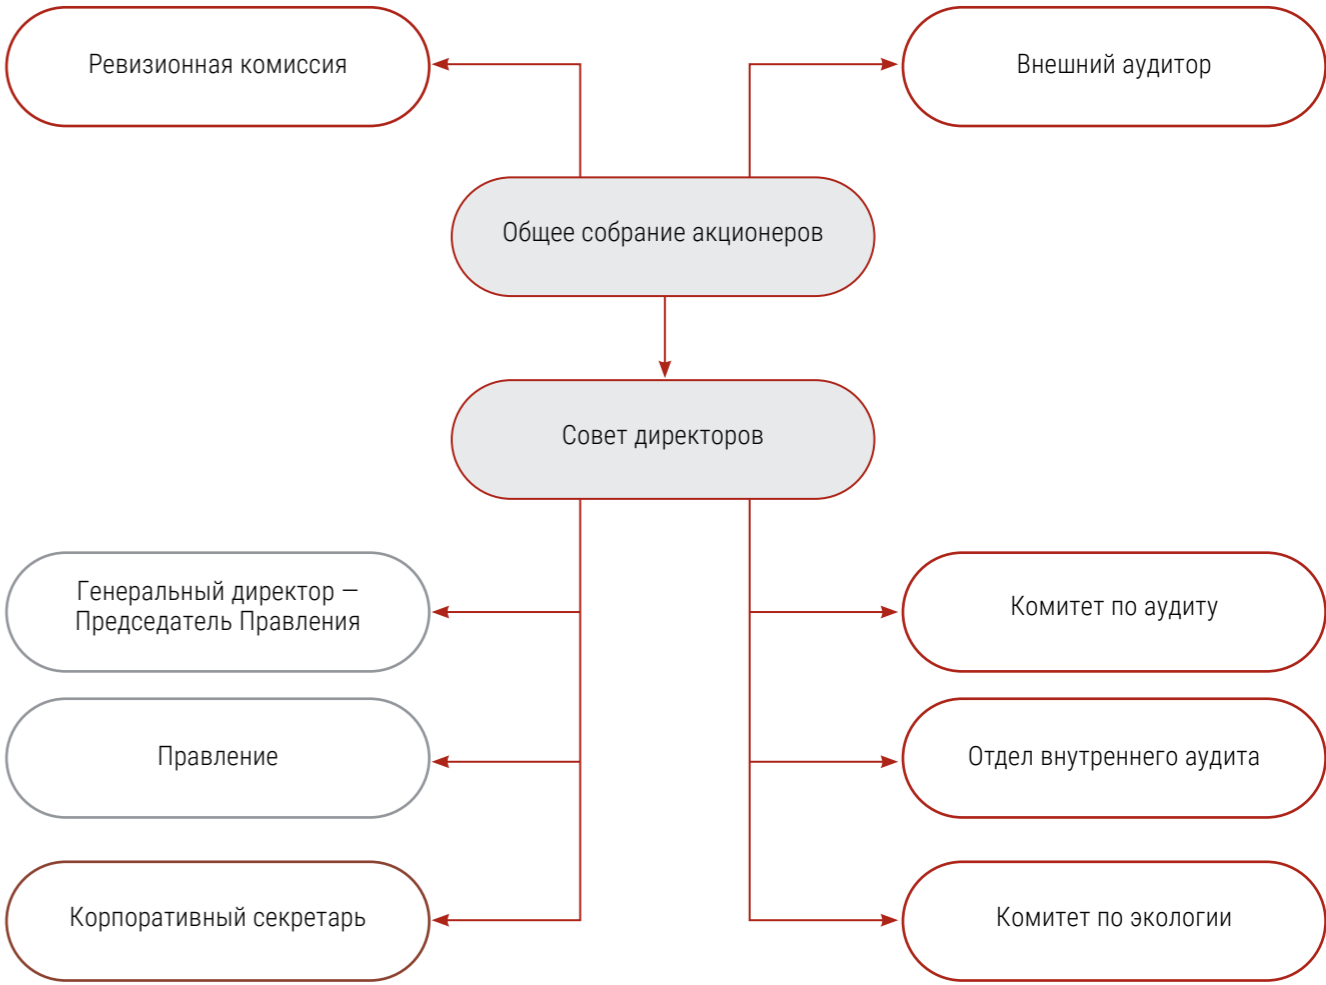 Ревизионная комиссия
Внешний аудитор
Общее собрание акционеров
Совет директоров
Генеральный директор —
Председатель Правления
Комитет по аудиту
Правление
Отдел внутреннего аудита
Корпоративный секретарь
Комитет по экологии